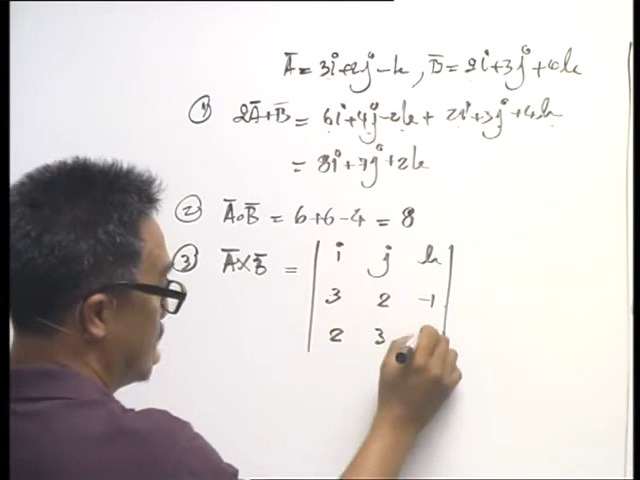 Ā = 3i+2j-k, B̄ = 2i+3j+4k
① 2Ā+B̄ = 6i+4j-2k+ 2i+3j+4k
= 8i+7j+2k
② Ā∘B̄ = 6+6-4 = 8
③ Ā×B̄ = | i j k |
3 2 -1
2 3